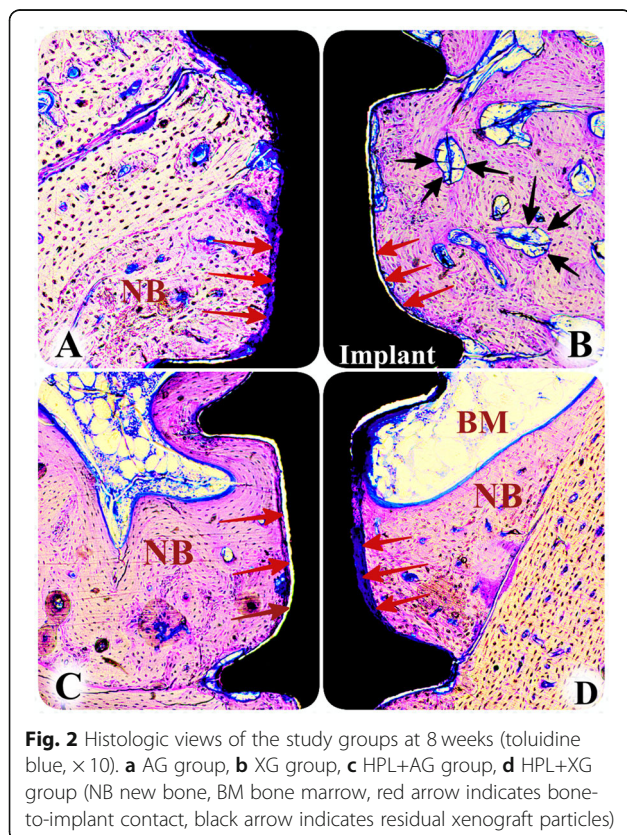 NB
A
Implant
B
NB
C
BM
NB
D
Fig. 2 Histologic views of the study groups at 8 weeks (toluidine
blue, × 10). a AG group, b XG group, c HPL+AG group, d HPL+XG
group (NB new bone, BM bone marrow, red arrow indicates bone-
to-implant contact, black arrow indicates residual xenograft particles)